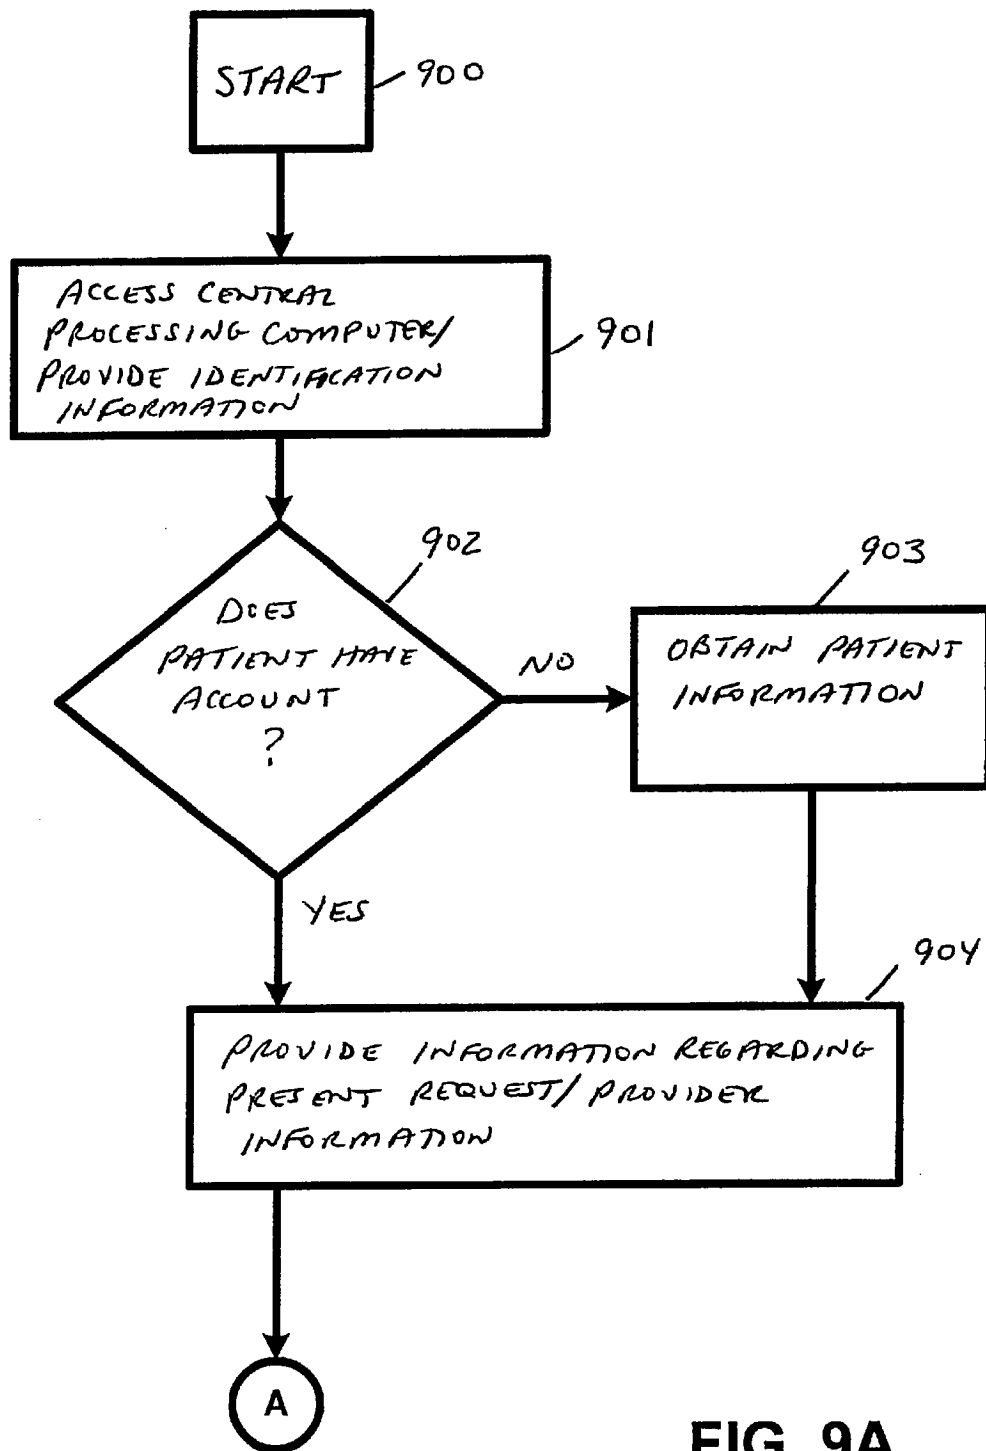 START
900
ACCESS CENTRAL
PROCESSING COMPUTER/
PROVIDE IDENTIFICATION
INFORMATION
901
902
DOES
PATIENT HAVE
ACCOUNT
?
NO
903
OBTAIN PATIENT
INFORMATION
YES
904
PROVIDE INFORMATION REGARDING
PRESENT REQUEST/PROVIDER
INFORMATION
A
FIG. 9A